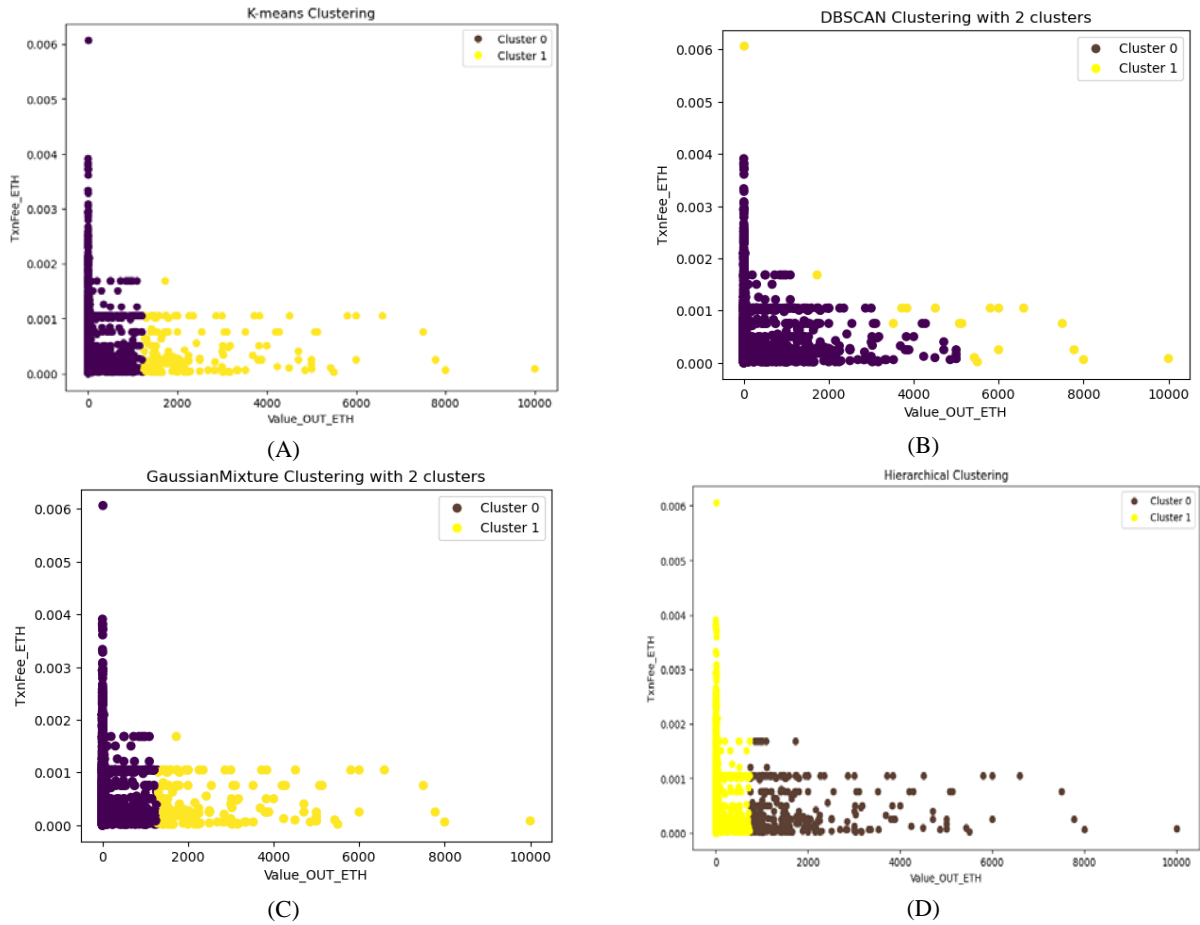 K-means Clustering
Cluster 0
Cluster 1
TxnFee_ETH
0.006
0.005
0.004
0.003
0.002
0.001
0.000
0 2000 4000 6000 8000 10000
Value_OUT_ETH
(A)
DBSCAN Clustering with 2 clusters
Cluster 0
Cluster 1
TxnFee_ETH
0.006
0.005
0.004
0.003
0.002
0.001
0.000
0 2000 4000 6000 8000 10000
Value_OUT_ETH
(B)
GaussianMixture Clustering with 2 clusters
Cluster 0
Cluster 1
TxnFee_ETH
0.006
0.005
0.004
0.003
0.002
0.001
0.000
0 2000 4000 6000 8000 10000
Value_OUT_ETH
(C)
Hierarchical Clustering
Cluster 0
Cluster 1
TxnFee_ETH
0.006
0.005
0.004
0.003
0.002
0.001
0.000
0 2000 4000 6000 8000 10000
Value_OUT_ETH
(D)